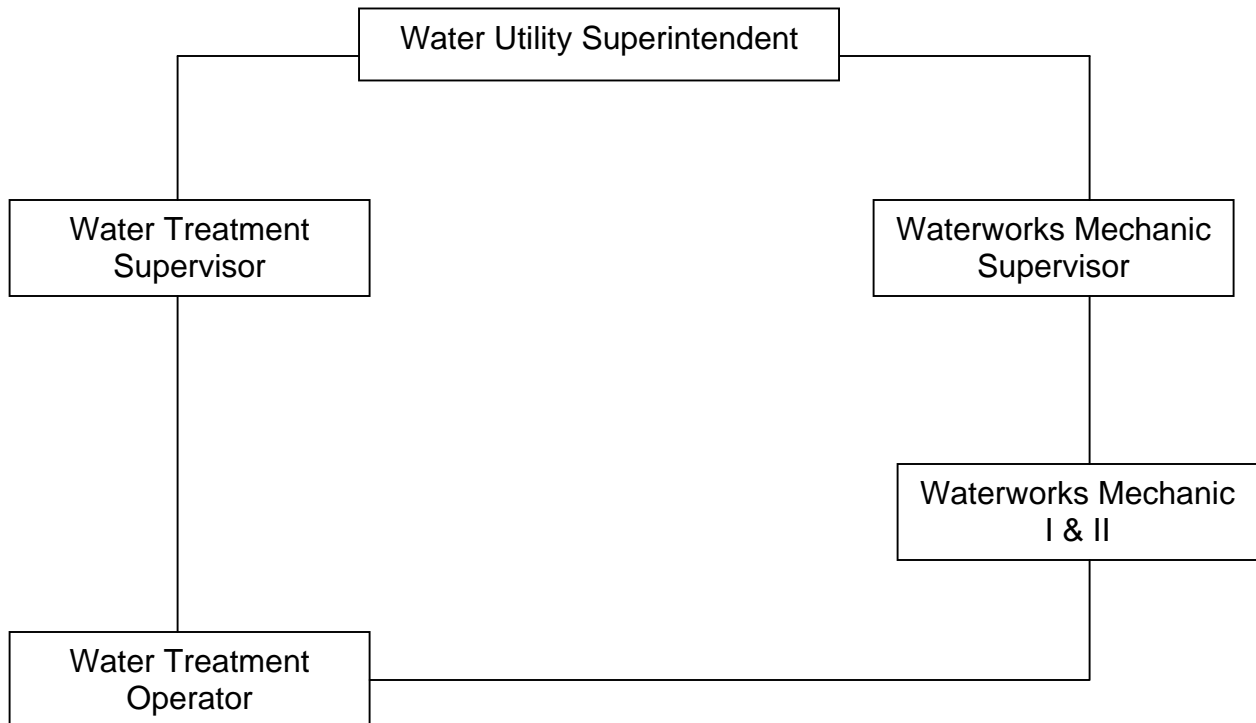 Water Utility Superintendent
Water Treatment
Supervisor
Waterworks Mechanic
Supervisor
Waterworks Mechanic
I & II
Water Treatment
Operator